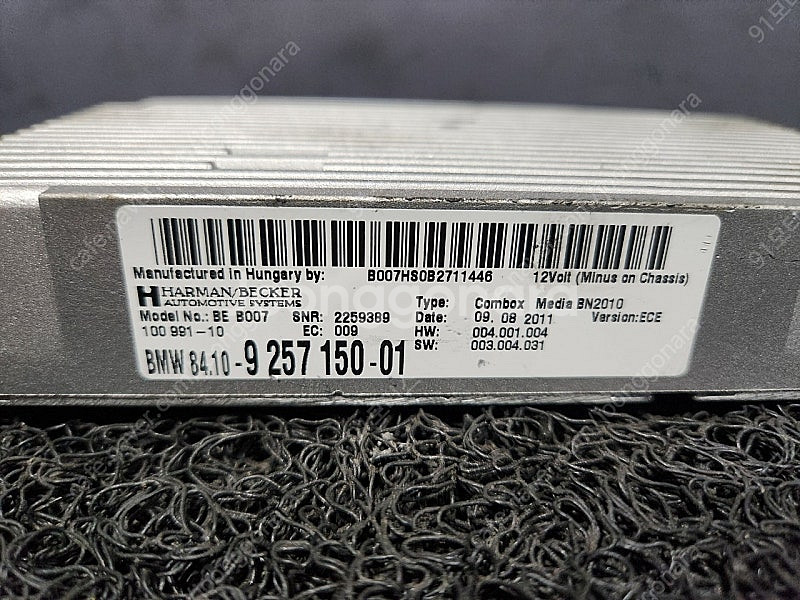 Manufactured in Hungary by: B007HS0B2711446 12Volt (Minus on Chassis)
HARMAN/BECKER
AUTOMOTIVE SYSTEMS
Type: Combox Media BN2010
Model No.: BE B007 SNR: 2259369 Date: 09. 08 2011 Version: ECE
100 991-10 EC: 009 HW: 004.001.004
SW: 003.004.031
BMW 84.10 - 9 257 150-01